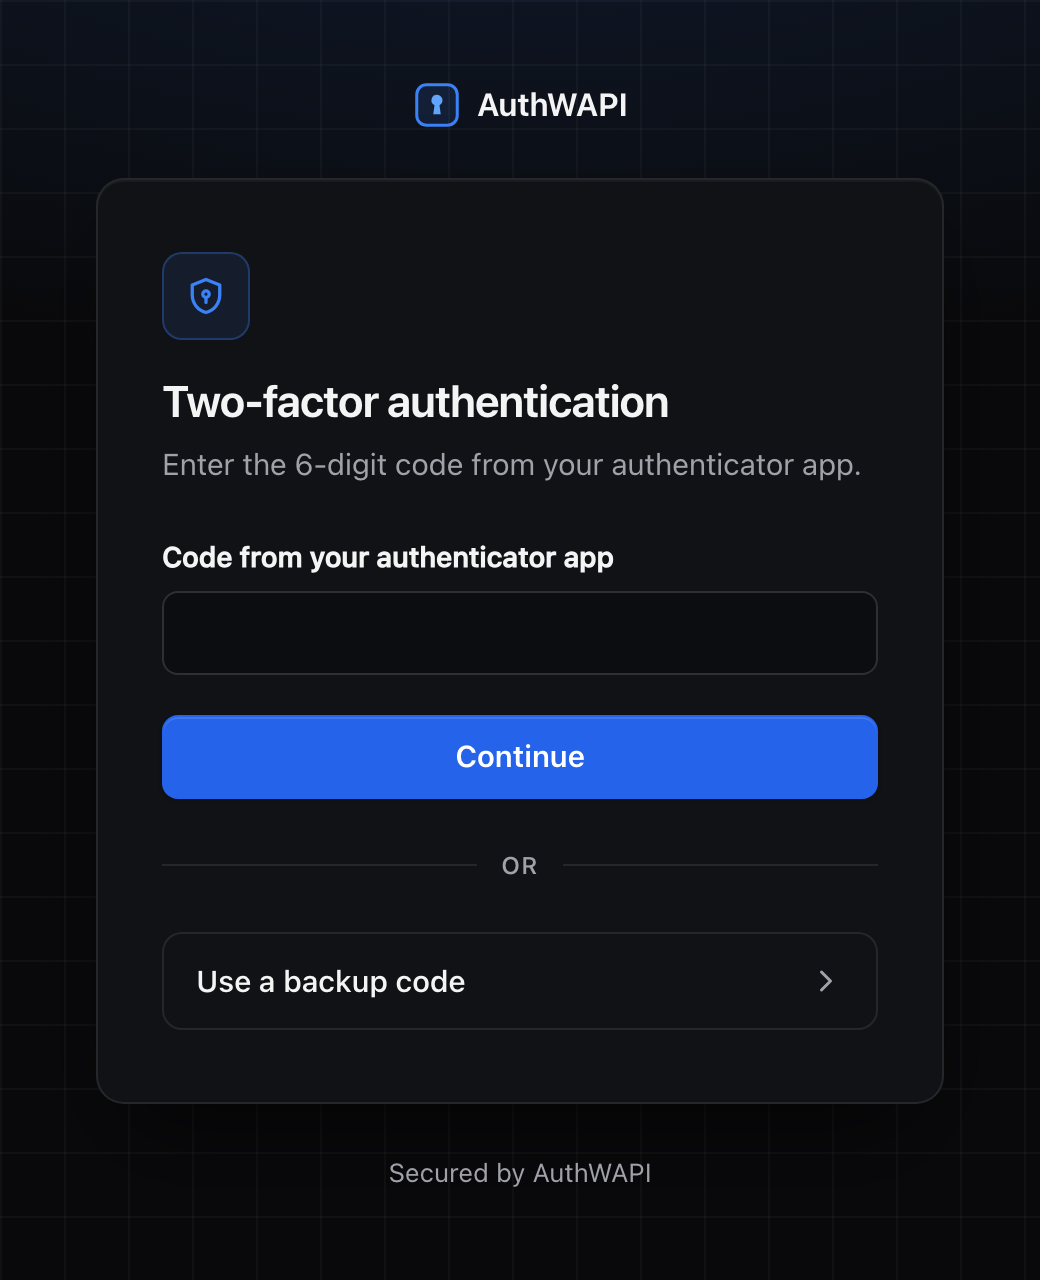 AuthWAPI
Two-factor authentication
Enter the 6-digit code from your authenticator app.
Code from your authenticator app
Continue
OR
Use a backup code
Secured by AuthWAPI